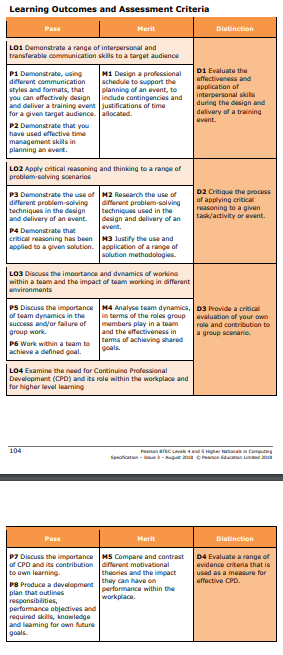 Learning Outcomes and Assessment Criteria
Pass Merit Distinction
LO1 Demonstrate a range of interpersonal and
transferable communication skills to a target audience
P1 Demonstrate, using
different communication
styles and formats, that
you can effectively design
and deliver a training event
for a given target audience.
P2 Demonstrate that you
have used effective time
management skills in
planning an event.
M1 Design a professional
schedule to support the
planning of an event, to
include contingencies and
justifications of time
allocated.
D1 Evaluate the
effectiveness and
application of
interpersonal skills
during the design and
delivery of a training
event.
LO2 Apply critical reasoning and thinking to a range of
problem-solving scenarios
P3 Demonstrate the use of
different problem-solving
techniques in the design
and delivery of an event.
P4 Demonstrate that
critical reasoning has been
applied to a given solution.
M2 Research the use of
different problem-solving
techniques used in the
design and delivery of an
event.
M3 Justify the use and
application of a range of
solution methodologies.
D2 Critique the process
of applying critical
reasoning to a given
task/activity or event.
LO3 Discuss the importance and dynamics of working
within a team and the impact of team working in different
environments
P5 Discuss the importance
of team dynamics in the
success and/or failure of
group work.
P6 Work within a team to
achieve a defined goal.
M4 Analyse team dynamics,
in terms of the roles group
members play in a team
and the effectiveness in
terms of achieving shared
goals.
D3 Provide a critical
evaluation of your own
role and contribution to
a group scenario.
LO4 Examine the need for Continuing Professional
Development (CPD) and its role within the workplace and
for higher level learning
104
Pearson BTEC Levels 4 and 5 Higher Nationals in Computing
Specification – Issue 3 – August 2018 © Pearson Education Limited 2018
Pass Merit Distinction
P7 Discuss the importance
of CPD and its contribution
to own learning.
P8 Produce a development
plan that outlines
responsibilities,
performance objectives and
required skills, knowledge
and learning for own future
goals.
M5 Compare and contrast
different motivational
theories and the impact
they can have on
performance within the
workplace.
D4 Evaluate a range of
evidence criteria that is
used as a measure for
effective CPD.